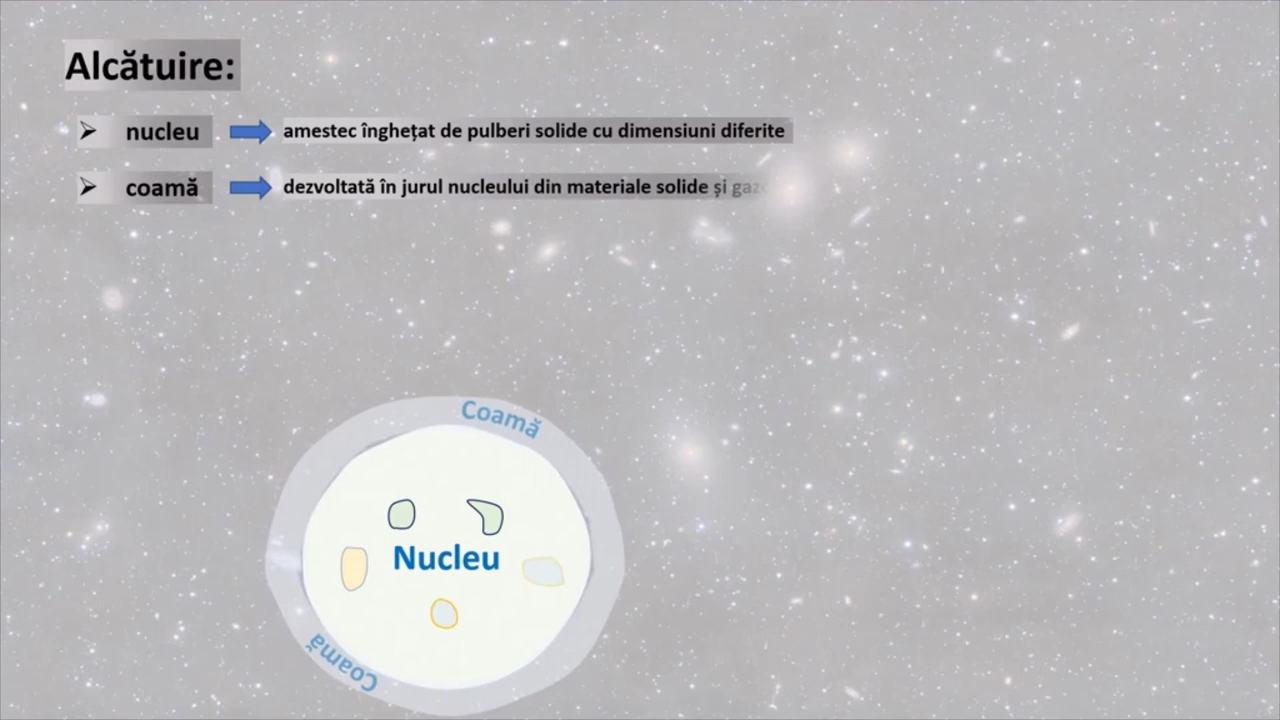 Alcătuire:
➢ nucleu amestec înghețat de pulberi solide cu dimensiuni diferite
➢ coamă dezvoltată în jurul nucleului din materiale solide și
Coamă
Nucleu
Coamă